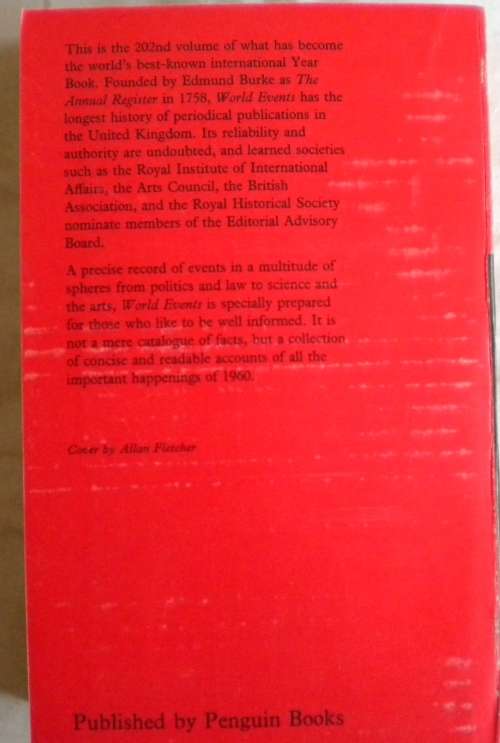 This is the 202nd volume of what has become
the world's best-known international Year
Book. Founded by Edmund Burke as The
Annual Register in 1758, World Events has the
longest history of periodical publications in
the United Kingdom. Its reliability and
authority are undoubted, and learned societies
such as the Royal Institute of International
Affairs, the Arts Council, the British
Association, and the Royal Historical Society
nominate members of the Editorial Advisory
Board.
A precise record of events in a multitude of
spheres from politics and law to science and
the arts, World Events is specially prepared
for those who like to be well informed. It is
not a mere catalogue of facts, but a collection
of concise and readable accounts of all the
important happenings of 1960.
Cover by Allan Fletcher
Published by Penguin Books